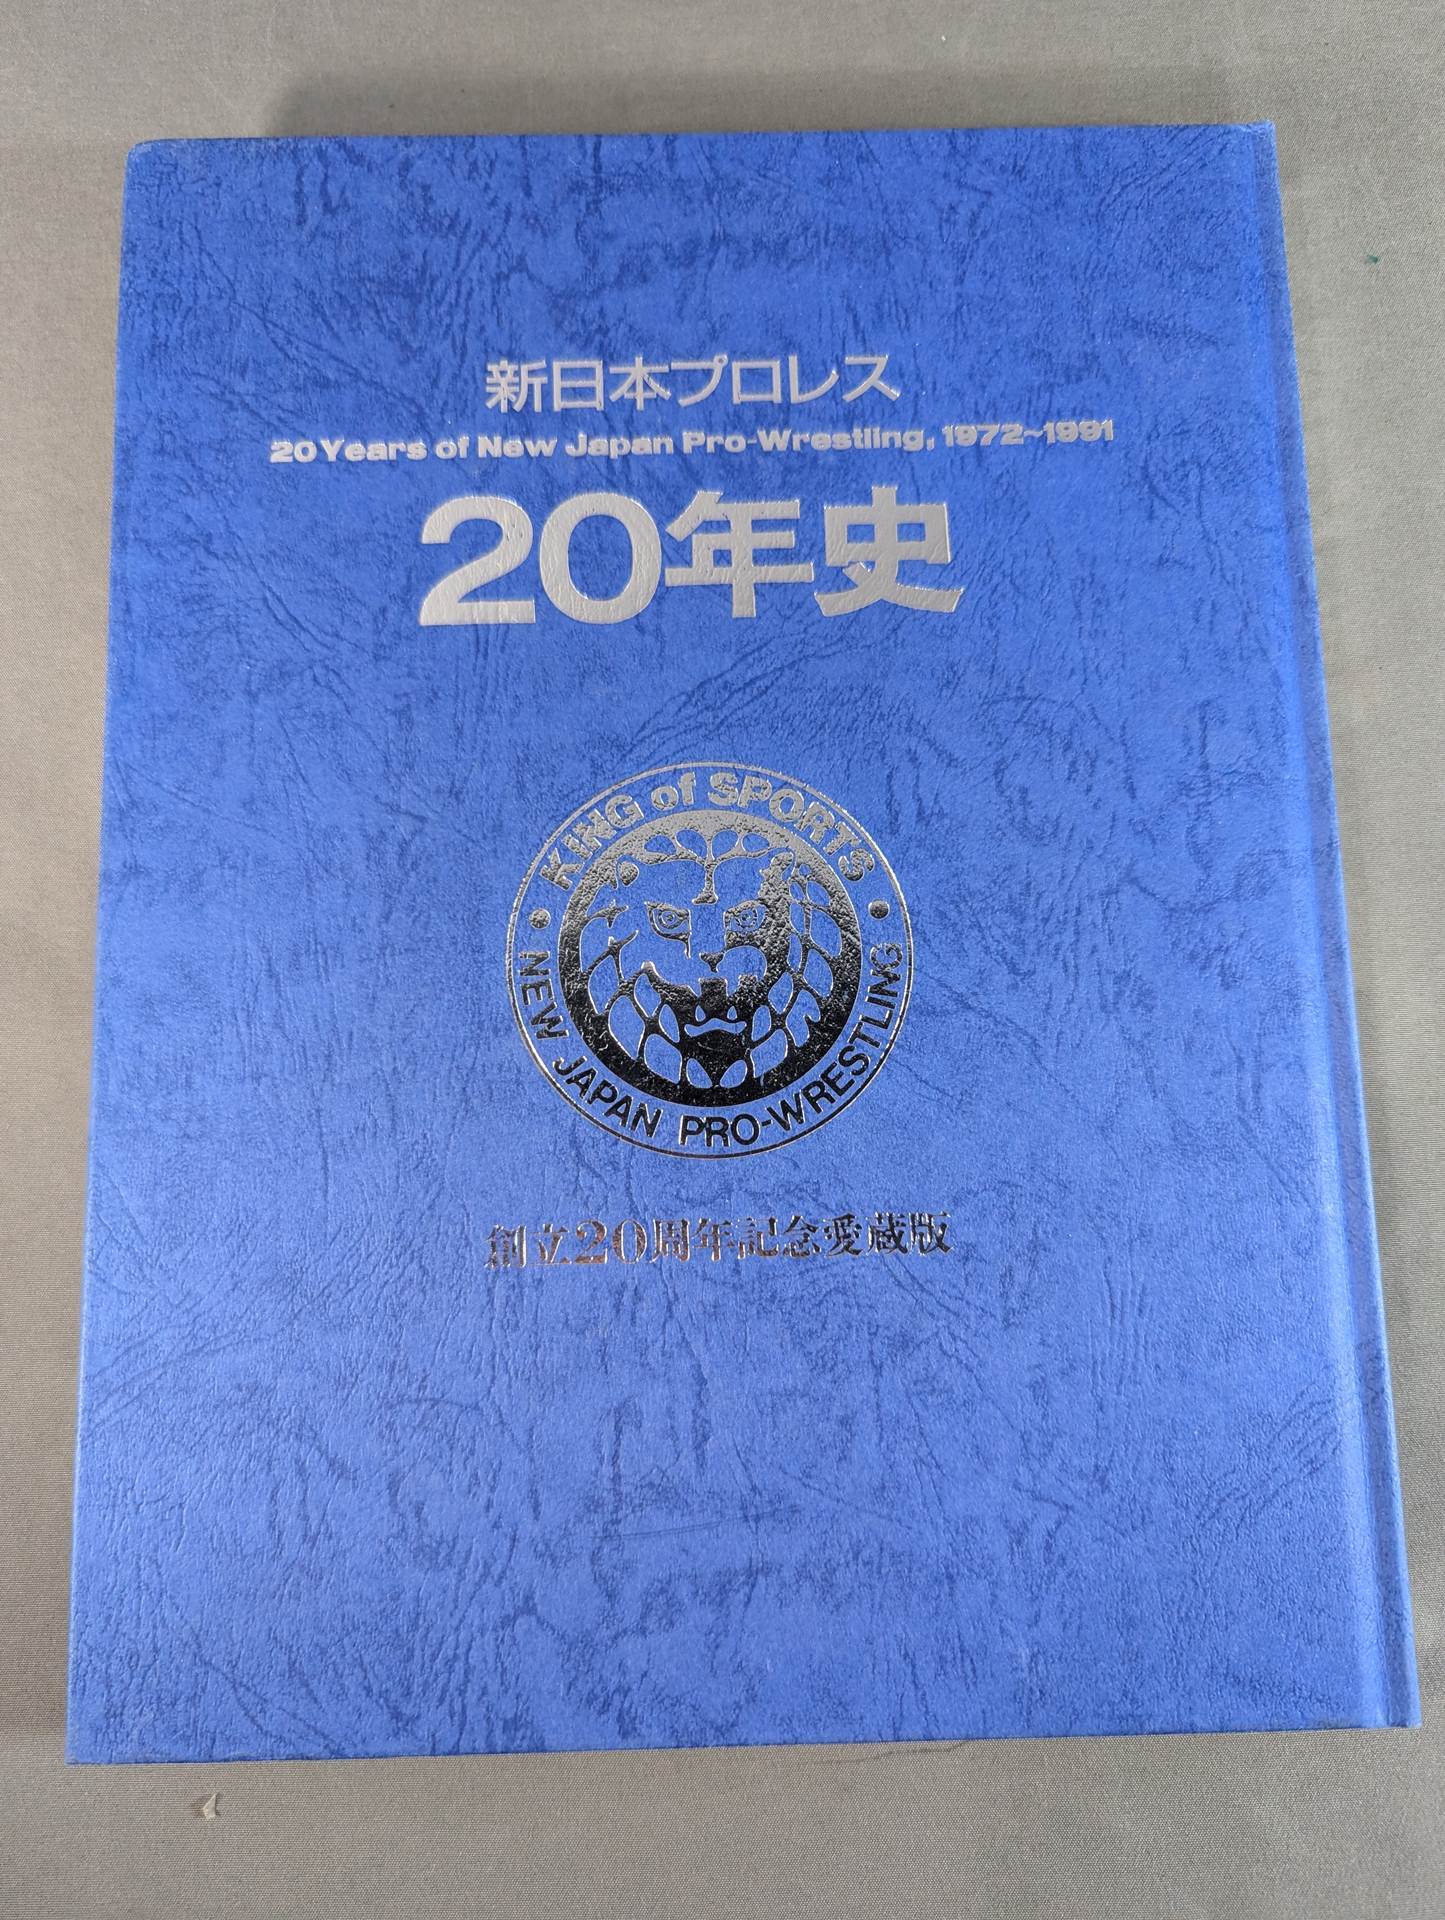 新日本プロレス
20 Years of New Japan Pro-Wrestling, 1972~1991
20年史
KING of SPORTS
NEW JAPAN PRO-WRESTLING
創立20周年記念愛蔵版